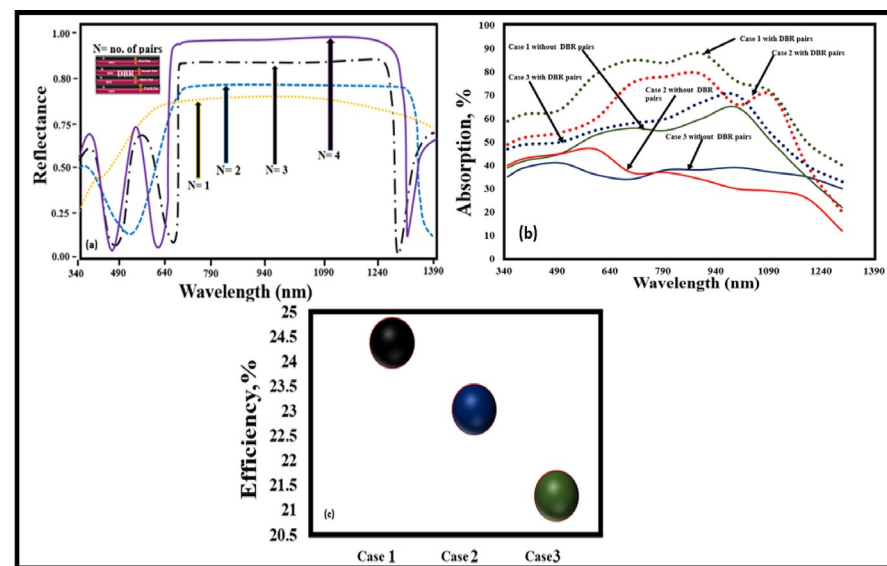 N= no. of pairs
DBR
1.00
0.80
0.75
0.50
0.25
0.00
Reflectance
N= 1
N= 2
N= 3
N= 4
(a)
340
490
640
790
940
1090
1240
1390
Wavelength (nm)
100
90
80
70
60
50
40
30
20
10
0
Absorption, %
Case 1 without DBR pairs
Case 1 with DBR pairs
Case 2 with DBR pairs
Case 3 with DBR pairs
Case 2 without DBR
pairs
Case 3 without DBR pairs
(b)
340
490
640
790
940
1090
1240
1390
Wavelength (nm)
25
24.5
24
23.5
23
22.5
22
21.5
21
20.5
Efficiency,%
(c)
Case 1
Case 2
Case3